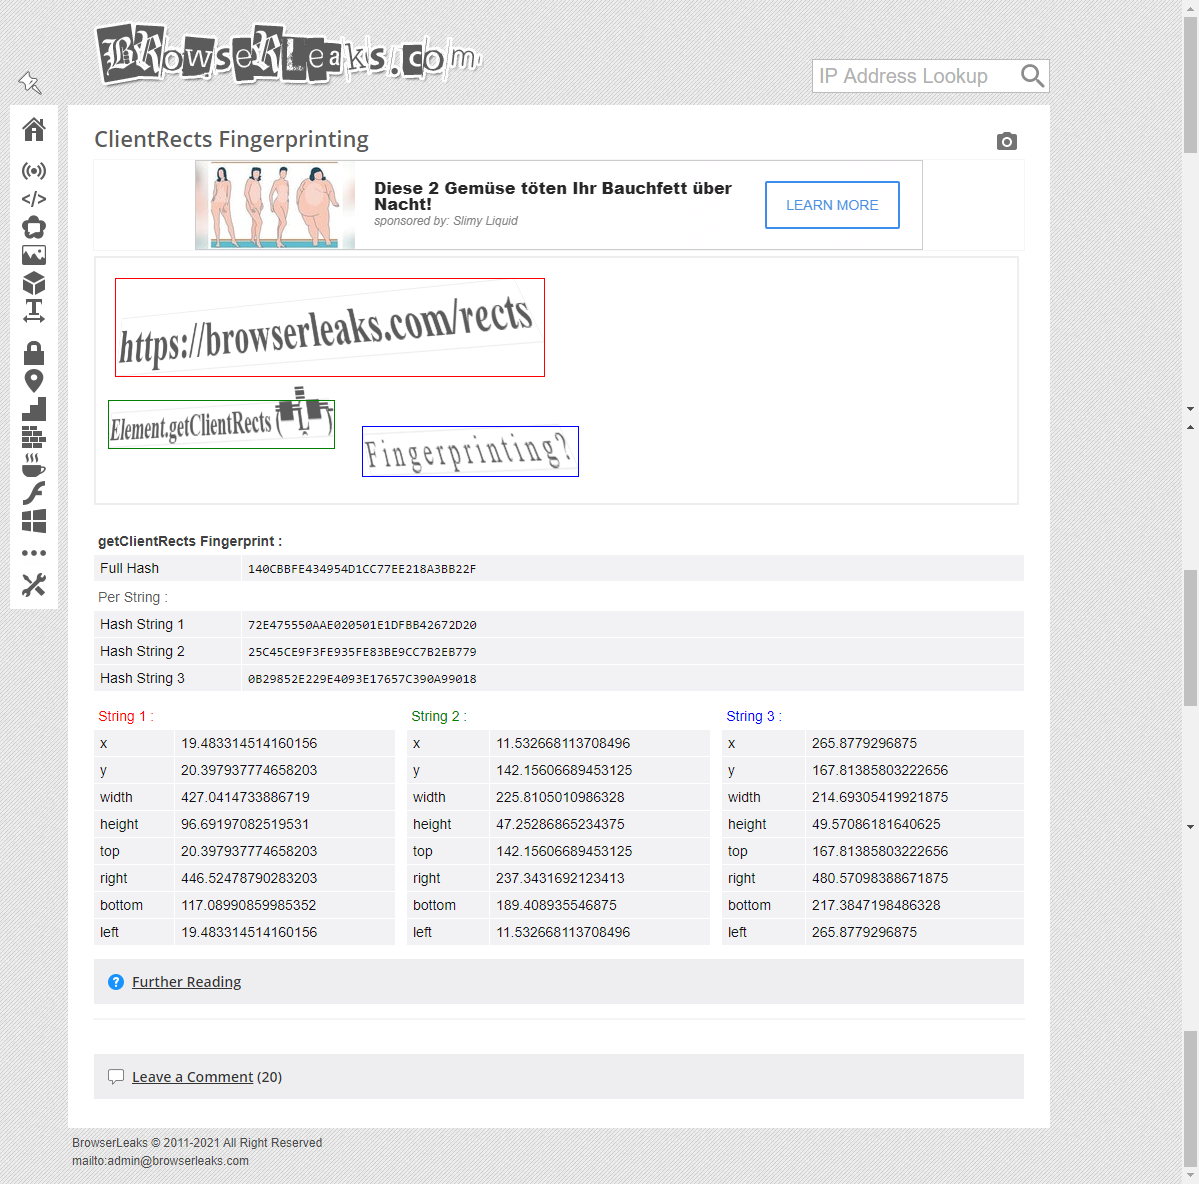 BRowseRLeaks.com
IP Address Lookup
ClientRects Fingerprinting
Diese 2 Gemüse töten Ihr Bauchfett über
Nacht!
sponsored by: Slimy Liquid
LEARN MORE
https://browserleaks.com/rects
Element.getClientRects
Fingerprinting?
getClientRects Fingerprint :
Full Hash 140CBBFE434954D1CC77EE218A3BB22F
Per String :
Hash String 1 72E475550AAE020501E1DFBB42672D20
Hash String 2 25C45CE9F3FE935FE83BE9CC7B2EB779
Hash String 3 0B29852E229E4093E17657C390A99018
String 1 : String 2 : String 3 :
x 19.483314514160156 x 11.532668113708496 x 265.8779296875
y 20.397937774658203 y 142.15606689453125 y 167.81385803222656
width 427.0414733886719 width 225.8105010986328 width 214.69305419921875
height 96.69197082519531 height 47.25286865234375 height 49.57086181640625
top 20.397937774658203 top 142.15606689453125 top 167.81385803222656
right 446.52478790283203 right 237.3431692123413 right 480.57098388671875
bottom 117.08990859985352 bottom 189.408935546875 bottom 217.3847198486328
left 19.483314514160156 left 11.532668113708496 left 265.8779296875
Further Reading
Leave a Comment (20)
BrowserLeaks © 2011-2021 All Right Reserved
mailto:admin@browserleaks.com